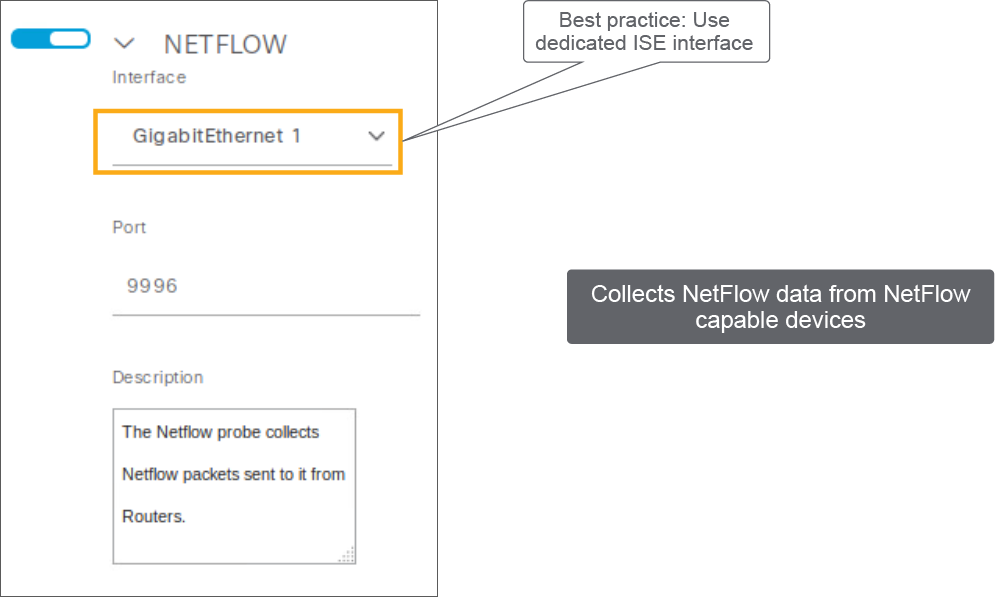 NETFLOW
Interface
GigabitEthernet 1
Port
9996
Description
The Netflow probe collects
Netflow packets sent to it from
Routers.
Best practice: Use
dedicated ISE interface
Collects NetFlow data from NetFlow
capable devices